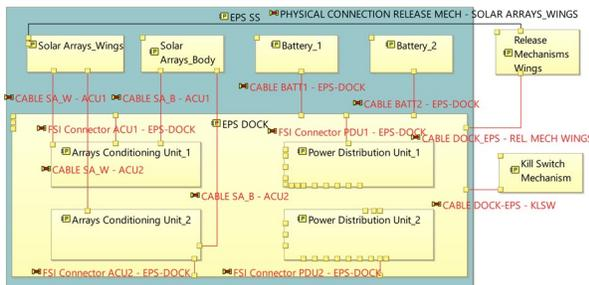 EPS SS
PHYSICAL CONNECTION RELEASE MECH - SOLAR ARRAYS_WINGS
Solar Arrays_Wings
Solar
Arrays_Body
Battery_1
Battery_2
Release
Mechanisms
Wings
CABLE SA_W - ACU1
CABLE SA_B - ACU1
CABLE BATT1 - EPS-DOCK
CABLE BATT2 - EPS-DOCK
EPS DOCK
FSI Connector ACU1 - EPS-DOCK
FSI Connector PDU1 - EPS-DOCK
CABLE DOCK_EPS - REL. MECH WINGS
Arrays Conditioning Unit_1
Power Distribution Unit_1
Kill Switch
Mechanism
CABLE SA_W - ACU2
CABLE SA_B - ACU2
CABLE DOCK-EPS - KLSW
Arrays Conditioning Unit_2
Power Distribution Unit_2
FSI Connector ACU2 - EPS-DOCK
FSI Connector PDU2 - EPS-DOCK